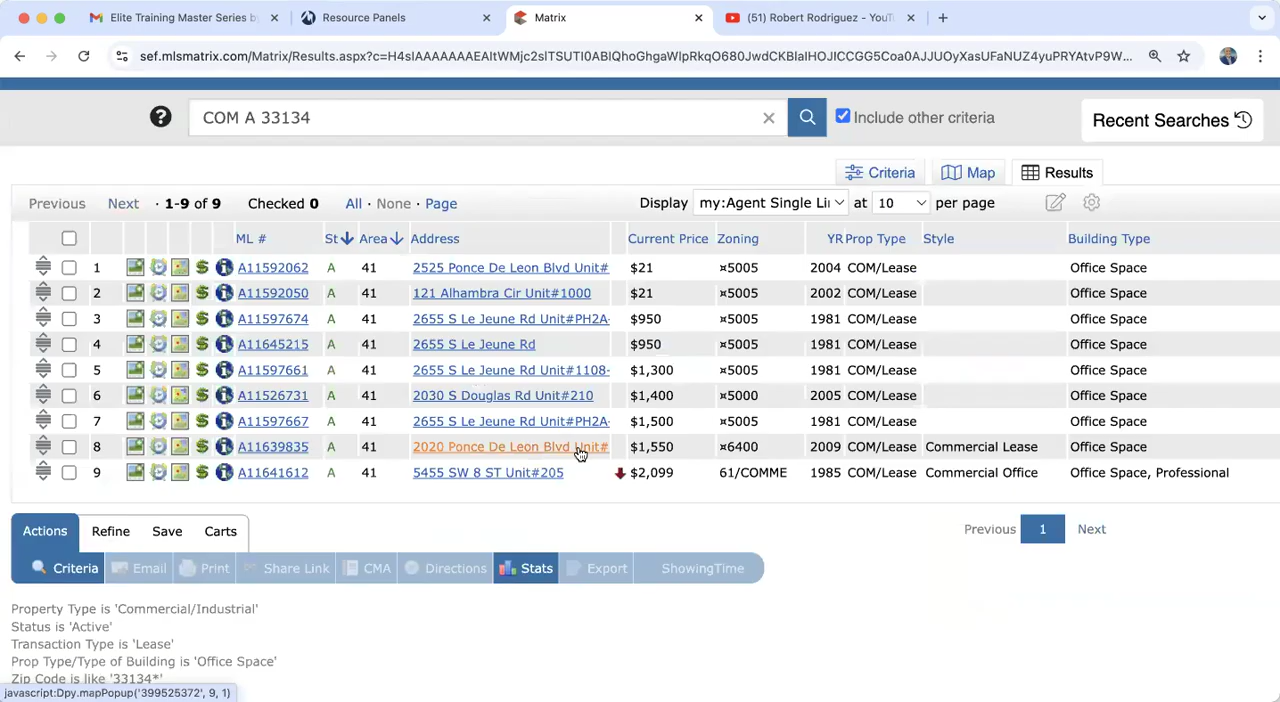 Elite Training Master Series by
Resource Panels
Matrix
(51) Robert Rodriguez - YouT
sef.mlsmatrix.com/Matrix/Results.aspx?c=H4sIAAAAAAAEAItWMjc2sITSUTI0ABIQhoGhgaWlpRkqO680JwdCKBIaIHOJICCGG5Coa0AJJUOyXasUFaNUZ4yuPRYAtvP9W...
COM A 33134
Include other criteria
Recent Searches
Criteria Map Results
Previous Next · 1-9 of 9 Checked 0 All · None · Page Display my:Agent Single Li at 10 per page
ML # St Area Address Current Price Zoning YR Prop Type Style Building Type
1 A11592062 A 41 2525 Ponce De Leon Blvd Unit# $21 ¤5005 2004 COM/Lease Office Space
2 A11592050 A 41 121 Alhambra Cir Unit#1000 $21 ¤5005 2002 COM/Lease Office Space
3 A11597674 A 41 2655 S Le Jeune Rd Unit#PH2A- $950 ¤5005 1981 COM/Lease Office Space
4 A11645215 A 41 2655 S Le Jeune Rd $950 ¤5005 1981 COM/Lease Office Space
5 A11597661 A 41 2655 S Le Jeune Rd Unit#1108- $1,300 ¤5005 1981 COM/Lease Office Space
6 A11526731 A 41 2030 S Douglas Rd Unit#210 $1,400 ¤5000 2005 COM/Lease Office Space
7 A11597667 A 41 2655 S Le Jeune Rd Unit#PH2A- $1,500 ¤5005 1981 COM/Lease Office Space
8 A11639835 A 41 2020 Ponce De Leon Blvd Unit# $1,550 ¤6400 2009 COM/Lease Commercial Lease Office Space
9 A11641612 A 41 5455 SW 8 ST Unit#205 $2,099 61/COMME 1985 COM/Lease Commercial Office Office Space, Professional
Actions Refine Save Carts
Previous 1 Next
Criteria Email Print Share Link CMA Directions Stats Export ShowingTime
Property Type is 'Commercial/Industrial'
Status is 'Active'
Transaction Type is 'Lease'
Prop Type/Type of Building is 'Office Space'
Zip Code is like '33134*'
javascript:Dpy.mapPopup('399525372', 9, 1)